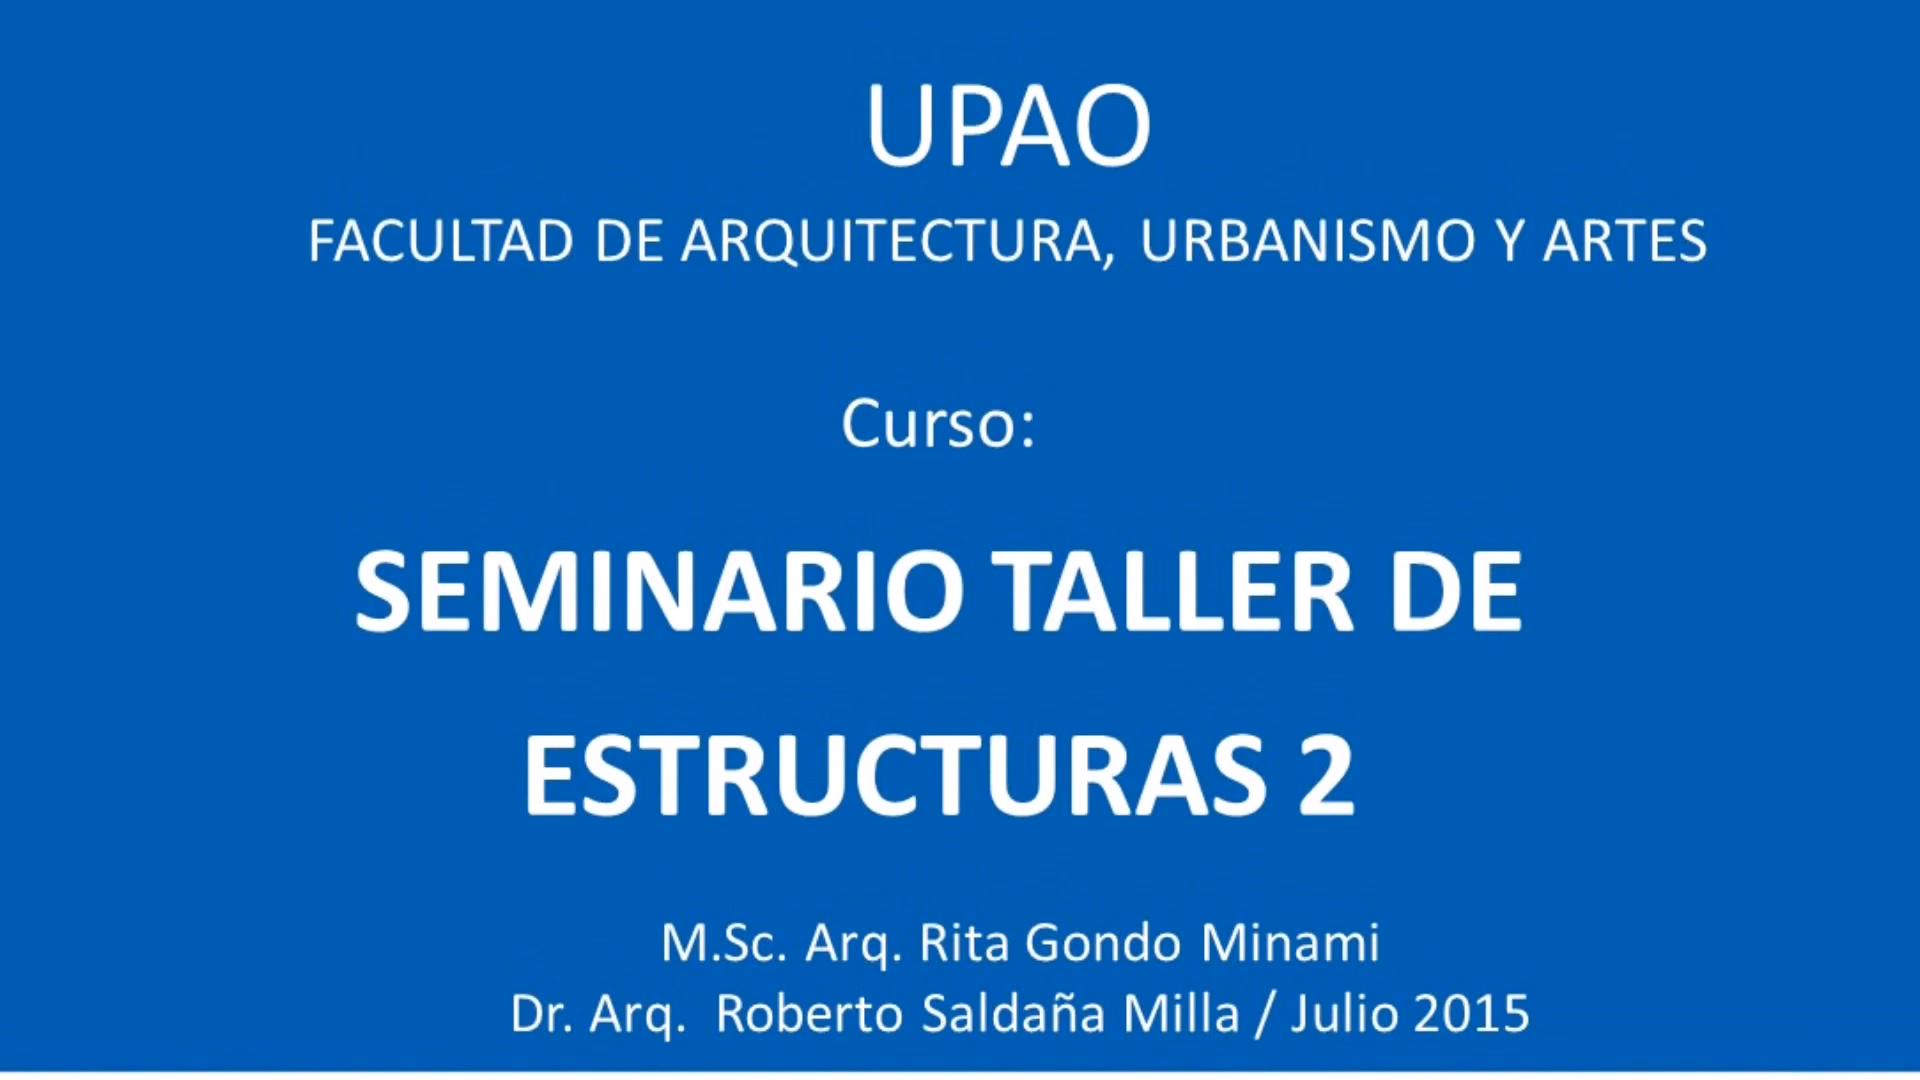 UPAO
FACULTAD DE ARQUITECTURA, URBANISMO Y ARTES
Curso:
SEMINARIO TALLER DE
ESTRUCTURAS 2
M.Sc. Arq. Rita Gondo Minami
Dr. Arq. Roberto Saldaña Milla / Julio 2015